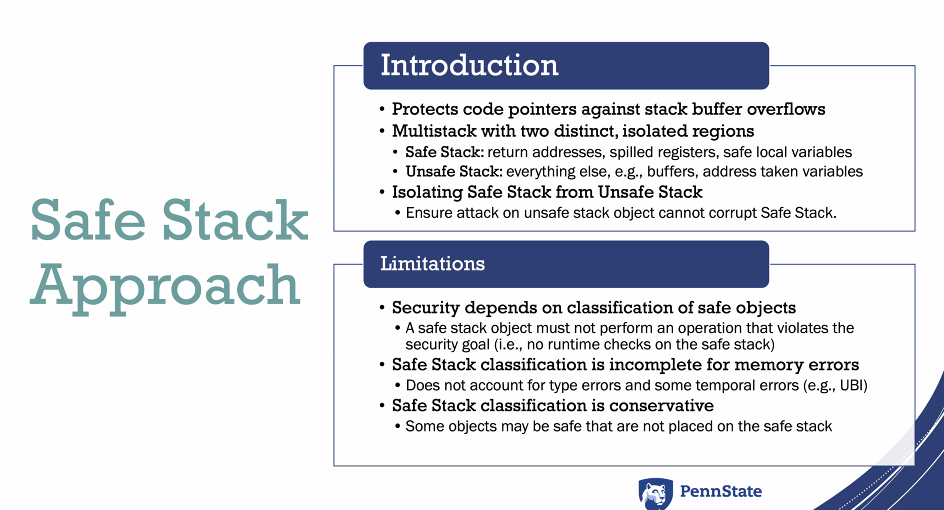 Safe Stack
Approach
Introduction
• Protects code pointers against stack buffer overflows
• Multistack with two distinct, isolated regions
• Safe Stack: return addresses, spilled registers, safe local variables
• Unsafe Stack: everything else, e.g., buffers, address taken variables
• Isolating Safe Stack from Unsafe Stack
• Ensure attack on unsafe stack object cannot corrupt Safe Stack.
Limitations
• Security depends on classification of safe objects
• A safe stack object must not perform an operation that violates the
security goal (i.e., no runtime checks on the safe stack)
• Safe Stack classification is incomplete for memory errors
• Does not account for type errors and some temporal errors (e.g., UBI)
• Safe Stack classification is conservative
• Some objects may be safe that are not placed on the safe stack
PennState